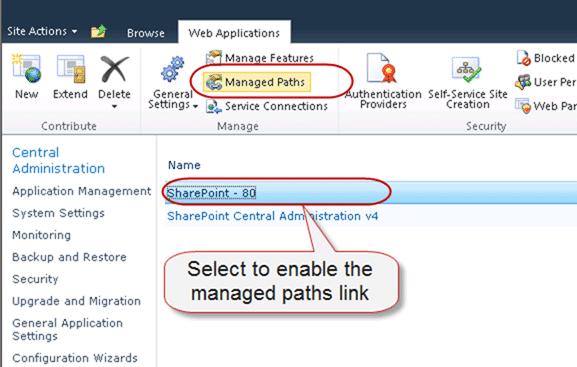 Site Actions Browse Web Applications
New Extend Delete
Contribute
General Settings
Manage Features
Managed Paths
Service Connections
Manage
Authentication Providers
Self-Service Site Creation
Blocked
User Per
Web Par
Security
Central
Administration
Application Management
System Settings
Monitoring
Backup and Restore
Security
Upgrade and Migration
General Application
Settings
Configuration Wizards
Name
SharePoint - 80
SharePoint Central Administration v4
Select to enable the
managed paths link